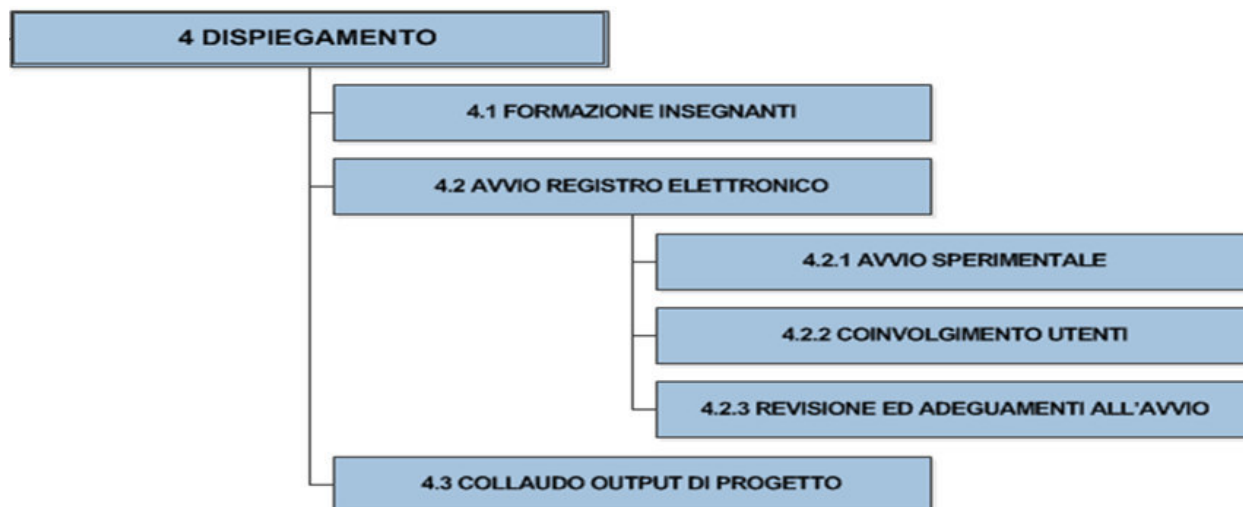 4 DISPIEGAMENTO
4.1 FORMAZIONE INSEGNANTI
4.2 AVVIO REGISTRO ELETTRONICO
4.2.1 AVVIO SPERIMENTALE
4.2.2 COINVOLGIMENTO UTENTI
4.2.3 REVISIONE ED ADEGUAMENTI ALL'AVVIO
4.3 COLLAUDO OUTPUT DI PROGETTO